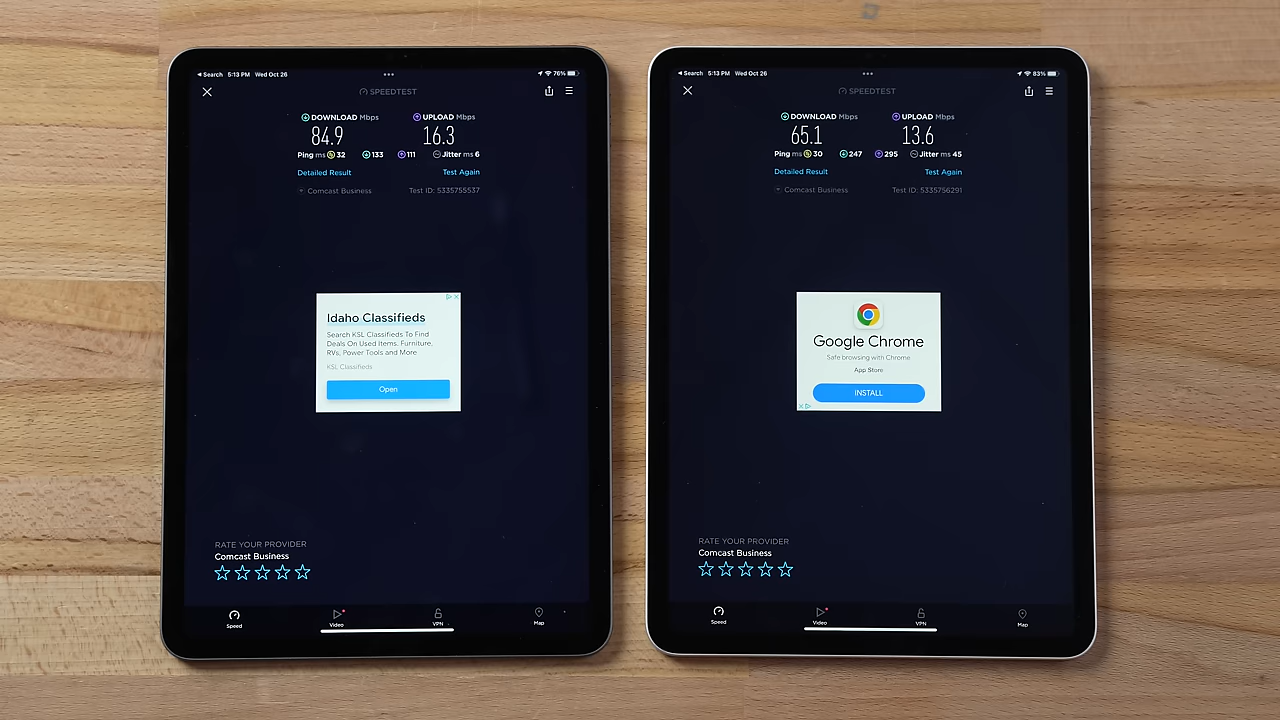 Search 5:13 PM Wed Oct 26
76%
SPEEDTEST
DOWNLOAD Mbps
UPLOAD Mbps
84.9
16.3
Ping ms 32 133 111 Jitter ms 6
Detailed Result
Test Again
Comcast Business
Test ID: 5335755537
Idaho Classifieds
Search KSL Classifieds To Find
Deals On Used Items. Furniture,
RVs, Power Tools and More
KSL Classifieds
Open
RATE YOUR PROVIDER
Comcast Business
Speed
Video
VPN
Map
Search 5:13 PM Wed Oct 26
83%
SPEEDTEST
DOWNLOAD Mbps
UPLOAD Mbps
65.1
13.6
Ping ms 30 247 295 Jitter ms 45
Detailed Result
Test Again
Comcast Business
Test ID: 5335756291
Google Chrome
Safe browsing with Chrome
App Store
INSTALL
RATE YOUR PROVIDER
Comcast Business
Speed
Video
VPN
Map